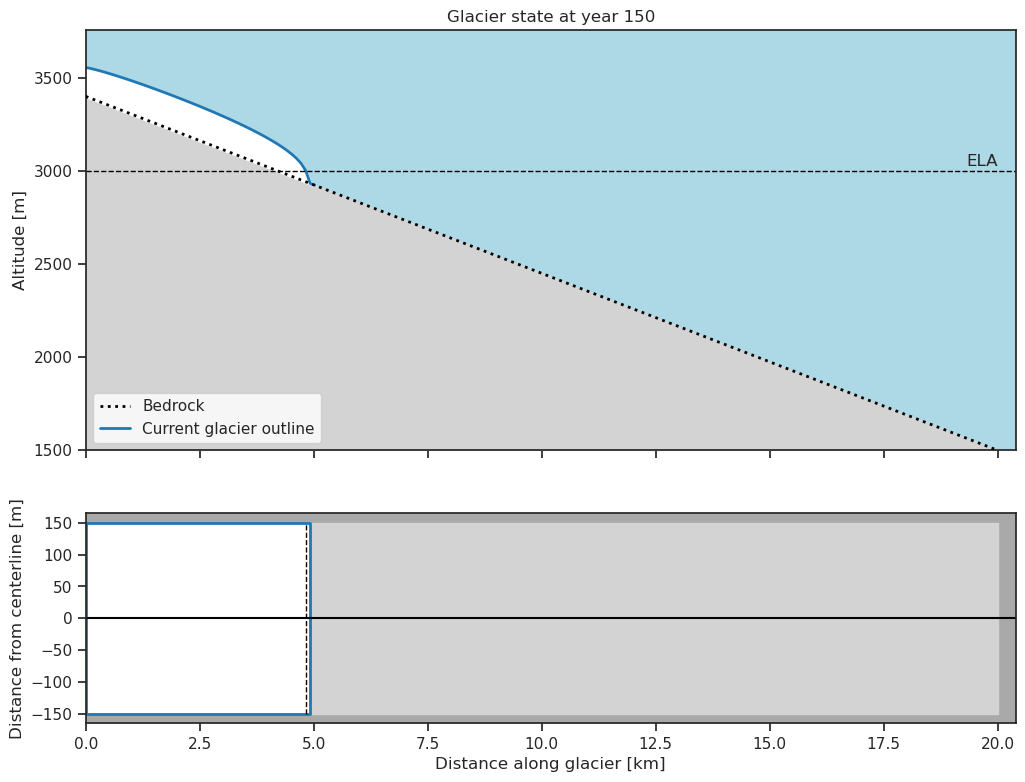 Glacier state at year 150
Altitude [m]
3500
3000
2500
2000
1500
ELA
Bedrock
Current glacier outline
Distance from centerline [m]
150
100
50
0
−50
−100
−150
0.0 2.5 5.0 7.5 10.0 12.5 15.0 17.5 20.0
Distance along glacier [km]